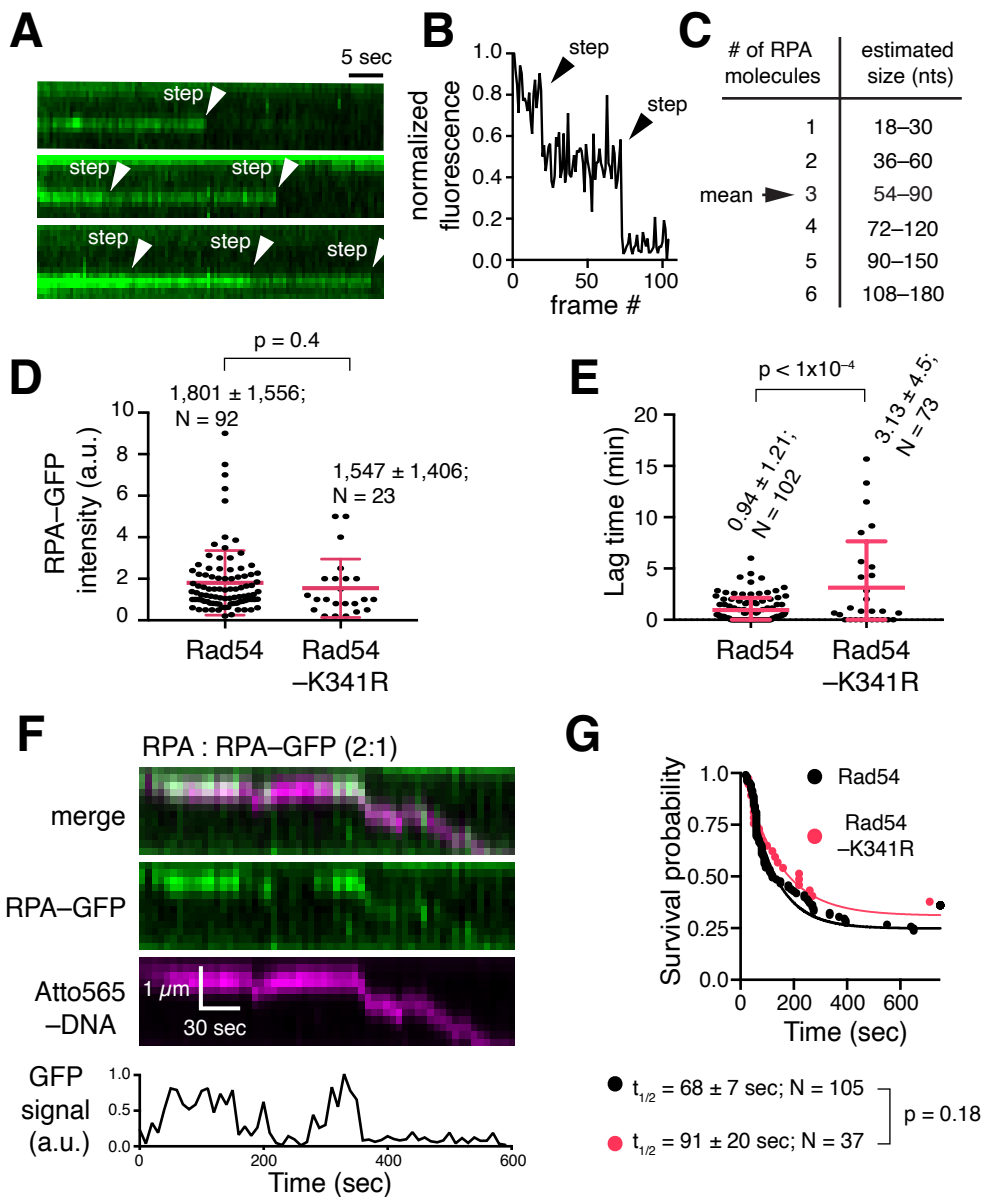 A
5 sec
step
step
step
step
step
step
B
normalized
fluorescence
1.0
0.8
0.6
0.4
0.2
0.0
step
step
0
50
100
frame #
C
# of RPA
molecules
estimated
size (nts)
1
18–30
2
36–60
mean
3
54–90
4
72–120
5
90–150
6
108–180
D
p = 0.4
1,801 ± 1,556;
N = 92
1,547 ± 1,406;
N = 23
RPA–GFP
intensity (a.u.)
10
8
6
4
2
0
Rad54
Rad54
–K341R
E
p < 1x10⁻⁴
0.94 ± 1.21;
N = 102
3.13 ± 4.5;
N = 73
Lag time (min)
20
15
10
5
0
Rad54
Rad54
–K341R
F
RPA : RPA–GFP (2:1)
merge
RPA–GFP
Atto565
–DNA
1 µm
30 sec
GFP
signal
(a.u.)
1.0
0.5
0.0
0
200
400
600
Time (sec)
G
Survival probability
1.0
0.75
0.50
0.25
0.0
Rad54
Rad54
–K341R
0
200
400
600
Time (sec)
t1/2 = 68 ± 7 sec; N = 105
t1/2 = 91 ± 20 sec; N = 37
p = 0.18